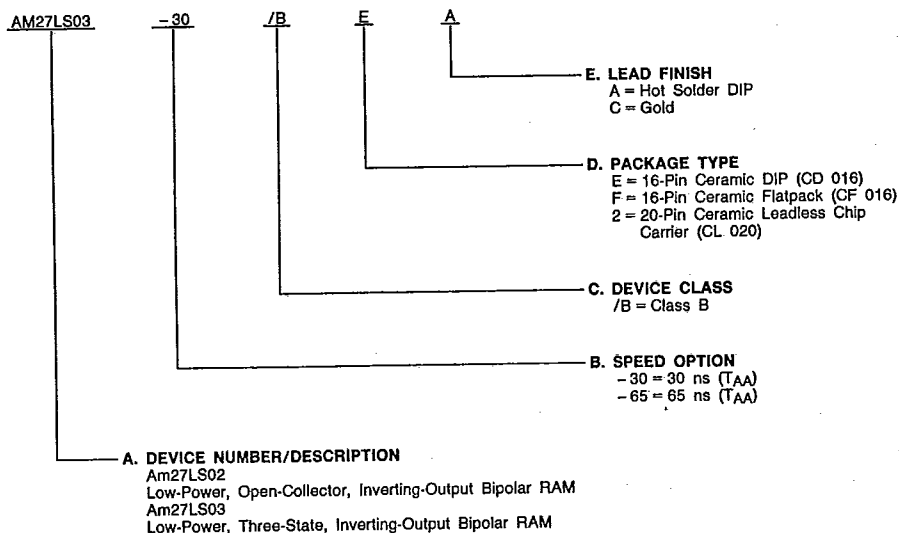 AM27LS03 -30 /B E A
E. LEAD FINISH
A = Hot Solder DIP
C = Gold
D. PACKAGE TYPE
E = 16-Pin Ceramic DIP (CD 016)
F = 16-Pin Ceramic Flatpack (CF 016)
2 = 20-Pin Ceramic Leadless Chip
Carrier (CL 020)
C. DEVICE CLASS
/B = Class B
B. SPEED OPTION
-30 = 30 ns (TAA)
-65 = 65 ns (TAA)
A. DEVICE NUMBER/DESCRIPTION
Am27LS02
Low-Power, Open-Collector, Inverting-Output Bipolar RAM
Am27LS03
Low-Power, Three-State, Inverting-Output Bipolar RAM